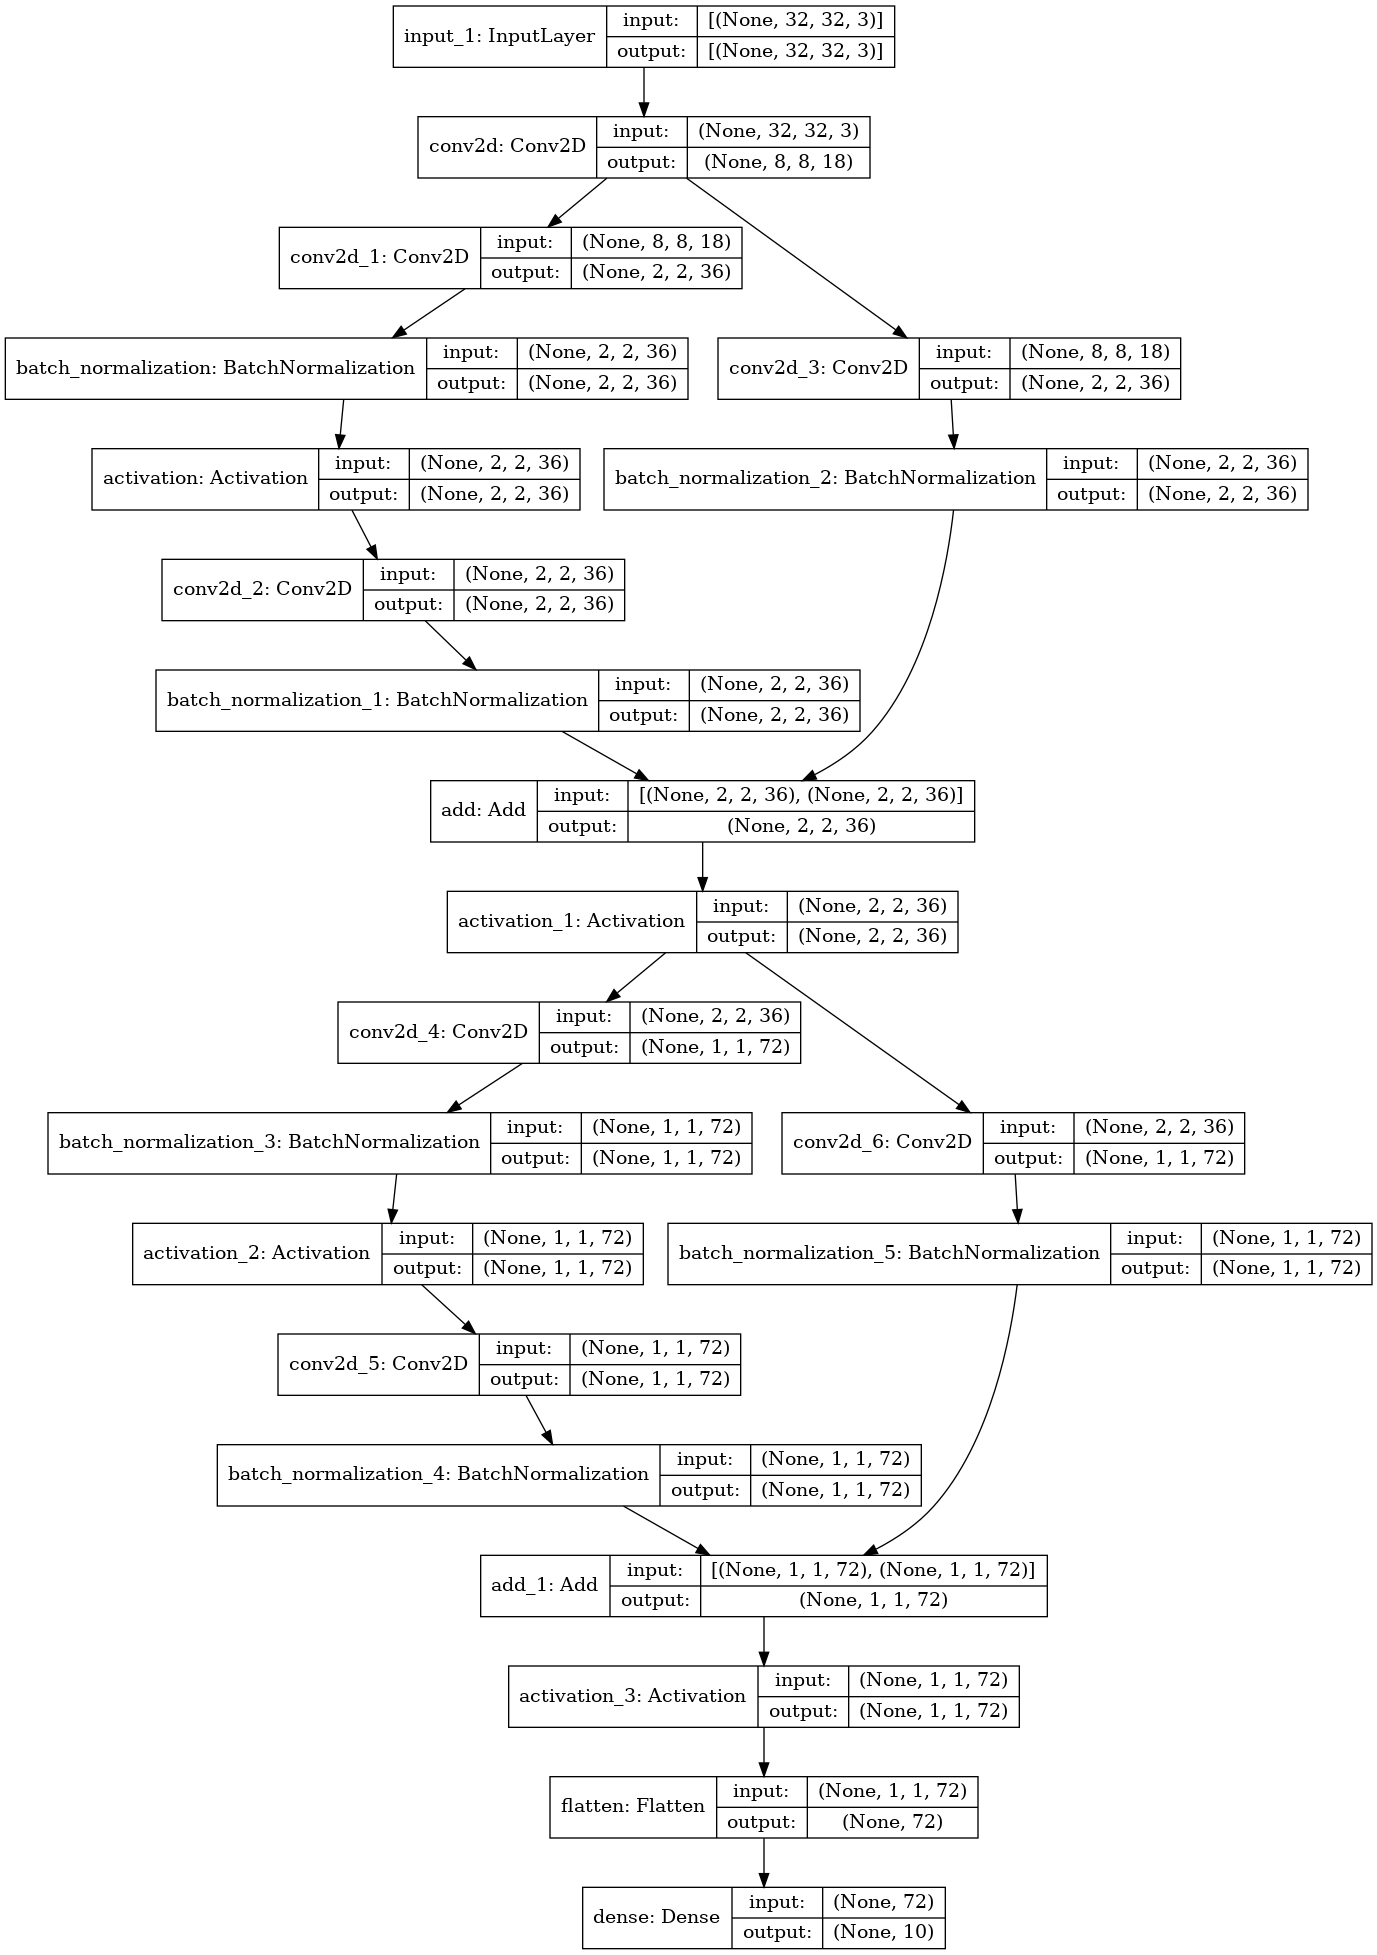 input_1: InputLayer
input: [(None, 32, 32, 3)]
output: [(None, 32, 32, 3)]
conv2d: Conv2D
input: (None, 32, 32, 3)
output: (None, 8, 8, 18)
conv2d_1: Conv2D
input: (None, 8, 8, 18)
output: (None, 2, 2, 36)
batch_normalization: BatchNormalization
input: (None, 2, 2, 36)
output: (None, 2, 2, 36)
conv2d_3: Conv2D
input: (None, 8, 8, 18)
output: (None, 2, 2, 36)
activation: Activation
input: (None, 2, 2, 36)
output: (None, 2, 2, 36)
batch_normalization_2: BatchNormalization
input: (None, 2, 2, 36)
output: (None, 2, 2, 36)
conv2d_2: Conv2D
input: (None, 2, 2, 36)
output: (None, 2, 2, 36)
batch_normalization_1: BatchNormalization
input: (None, 2, 2, 36)
output: (None, 2, 2, 36)
add: Add
input: [(None, 2, 2, 36), (None, 2, 2, 36)]
output: (None, 2, 2, 36)
activation_1: Activation
input: (None, 2, 2, 36)
output: (None, 2, 2, 36)
conv2d_4: Conv2D
input: (None, 2, 2, 36)
output: (None, 1, 1, 72)
batch_normalization_3: BatchNormalization
input: (None, 1, 1, 72)
output: (None, 1, 1, 72)
conv2d_6: Conv2D
input: (None, 2, 2, 36)
output: (None, 1, 1, 72)
activation_2: Activation
input: (None, 1, 1, 72)
output: (None, 1, 1, 72)
batch_normalization_5: BatchNormalization
input: (None, 1, 1, 72)
output: (None, 1, 1, 72)
conv2d_5: Conv2D
input: (None, 1, 1, 72)
output: (None, 1, 1, 72)
batch_normalization_4: BatchNormalization
input: (None, 1, 1, 72)
output: (None, 1, 1, 72)
add_1: Add
input: [(None, 1, 1, 72), (None, 1, 1, 72)]
output: (None, 1, 1, 72)
activation_3: Activation
input: (None, 1, 1, 72)
output: (None, 1, 1, 72)
flatten: Flatten
input: (None, 1, 1, 72)
output: (None, 72)
dense: Dense
input: (None, 72)
output: (None, 10)